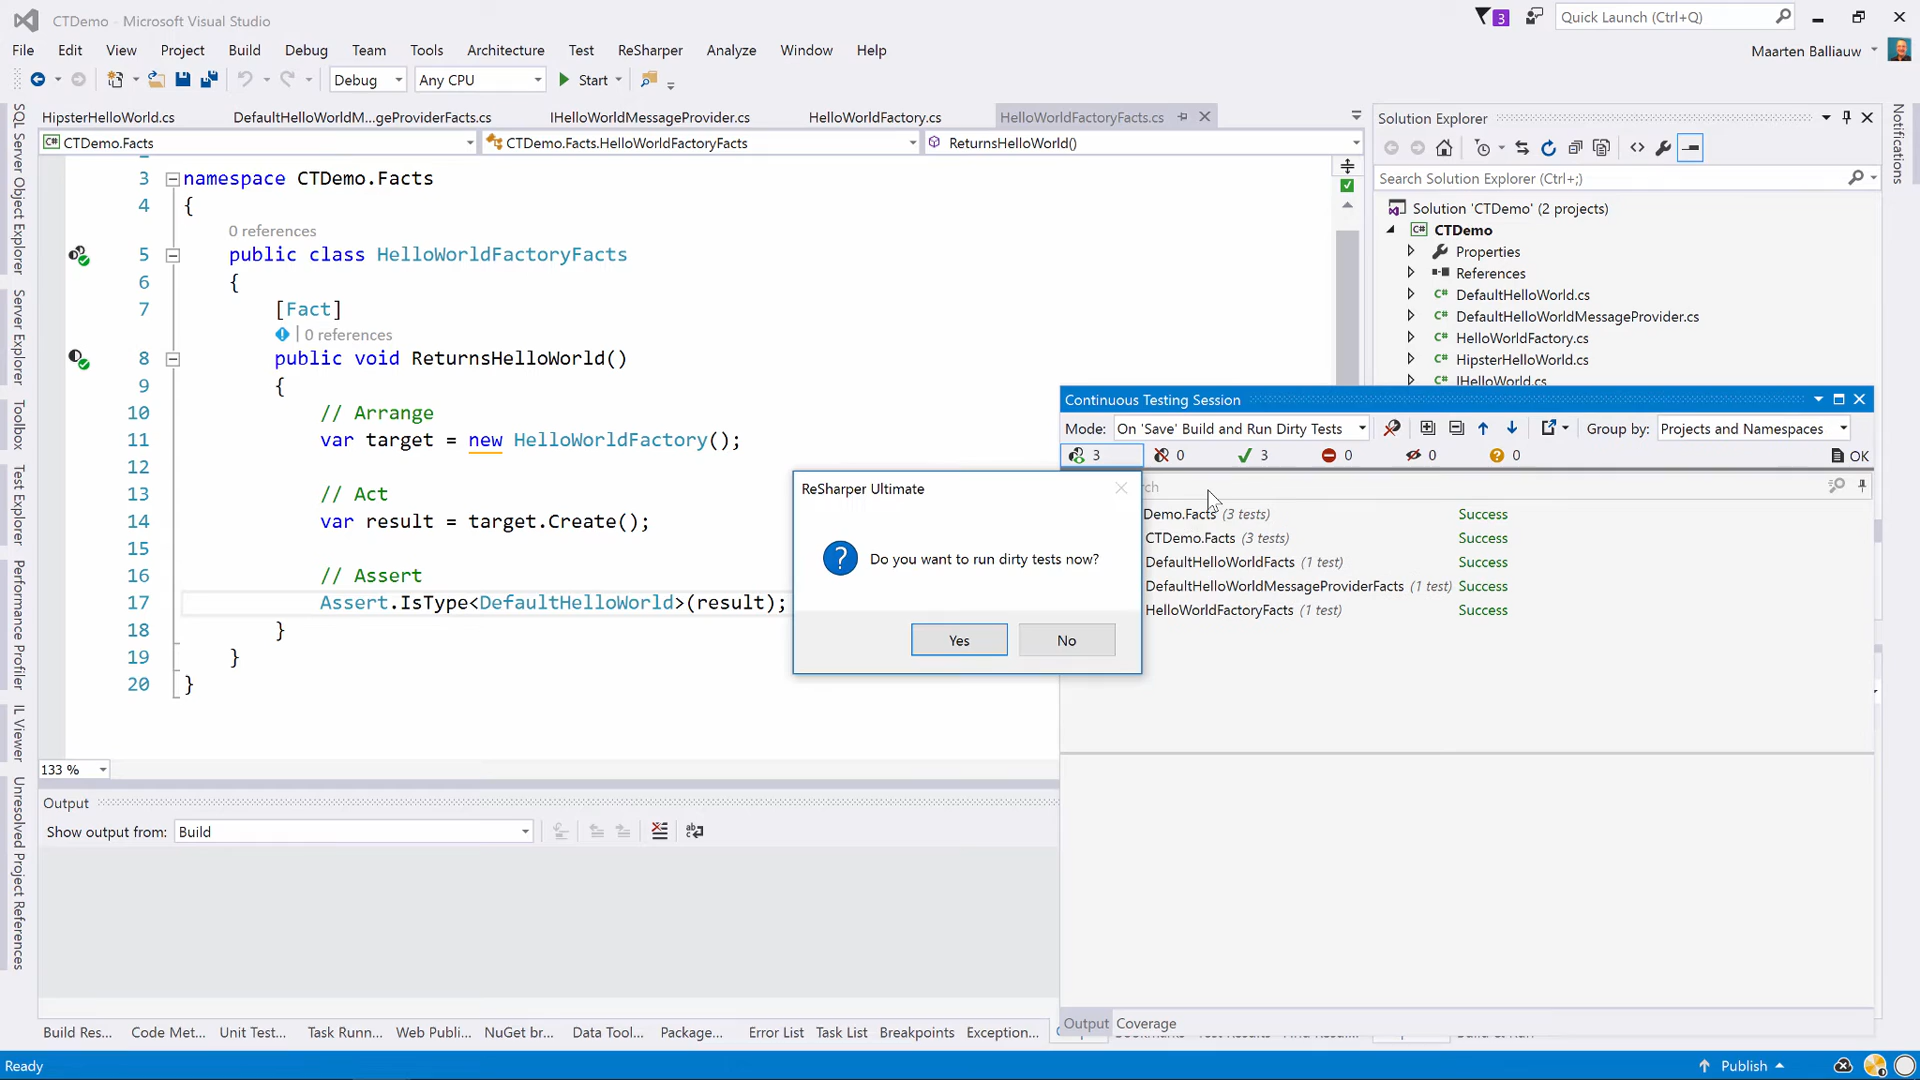 CTDemo - Microsoft Visual Studio
3
Quick Launch (Ctrl+Q)
File Edit View Project Build Debug Team Tools Architecture Test ReSharper Analyze Window Help
Maarten Balliauw
Debug Any CPU Start
HipsterHelloWorld.cs DefaultHelloWorldM...geProviderFacts.cs IHelloWorldMessageProvider.cs HelloWorldFactory.cs HelloWorldFactoryFacts.cs
CTDemo.Facts CTDemo.Facts.HelloWorldFactoryFacts ReturnsHelloWorld()
3 namespace CTDemo.Facts
4 {
0 references
5 public class HelloWorldFactoryFacts
6 {
7 [Fact]
0 references
8 public void ReturnsHelloWorld()
9 {
10 // Arrange
11 var target = new HelloWorldFactory();
12
13 // Act
14 var result = target.Create();
15
16 // Assert
17 Assert.IsType<DefaultHelloWorld>(result);
18 }
19 }
20 }
133 %
SQL Server Object Explorer
Server Explorer
Toolbox
Test Explorer
Performance Profiler
IL Viewer
Unresolved Project References
Solution Explorer
Search Solution Explorer (Ctrl+;)
Solution 'CTDemo' (2 projects)
CTDemo
Properties
References
DefaultHelloWorld.cs
DefaultHelloWorldMessageProvider.cs
HelloWorldFactory.cs
HipsterHelloWorld.cs
IHelloWorld.cs
Notifications
Continuous Testing Session
Mode: On 'Save' Build and Run Dirty Tests Group by: Projects and Namespaces
3 0 3 0 0 0 OK
Demo.Facts (3 tests) Success
CTDemo.Facts (3 tests) Success
DefaultHelloWorldFacts (1 test) Success
DefaultHelloWorldMessageProviderFacts (1 test) Success
HelloWorldFactoryFacts (1 test) Success
ReSharper Ultimate
Do you want to run dirty tests now?
Yes No
Output
Show output from: Build
Output Coverage
Build Res... Code Met... Unit Test... Task Runn... Web Publi... NuGet br... Data Tool... Package... Error List Task List Breakpoints Exception...
Ready
Publish